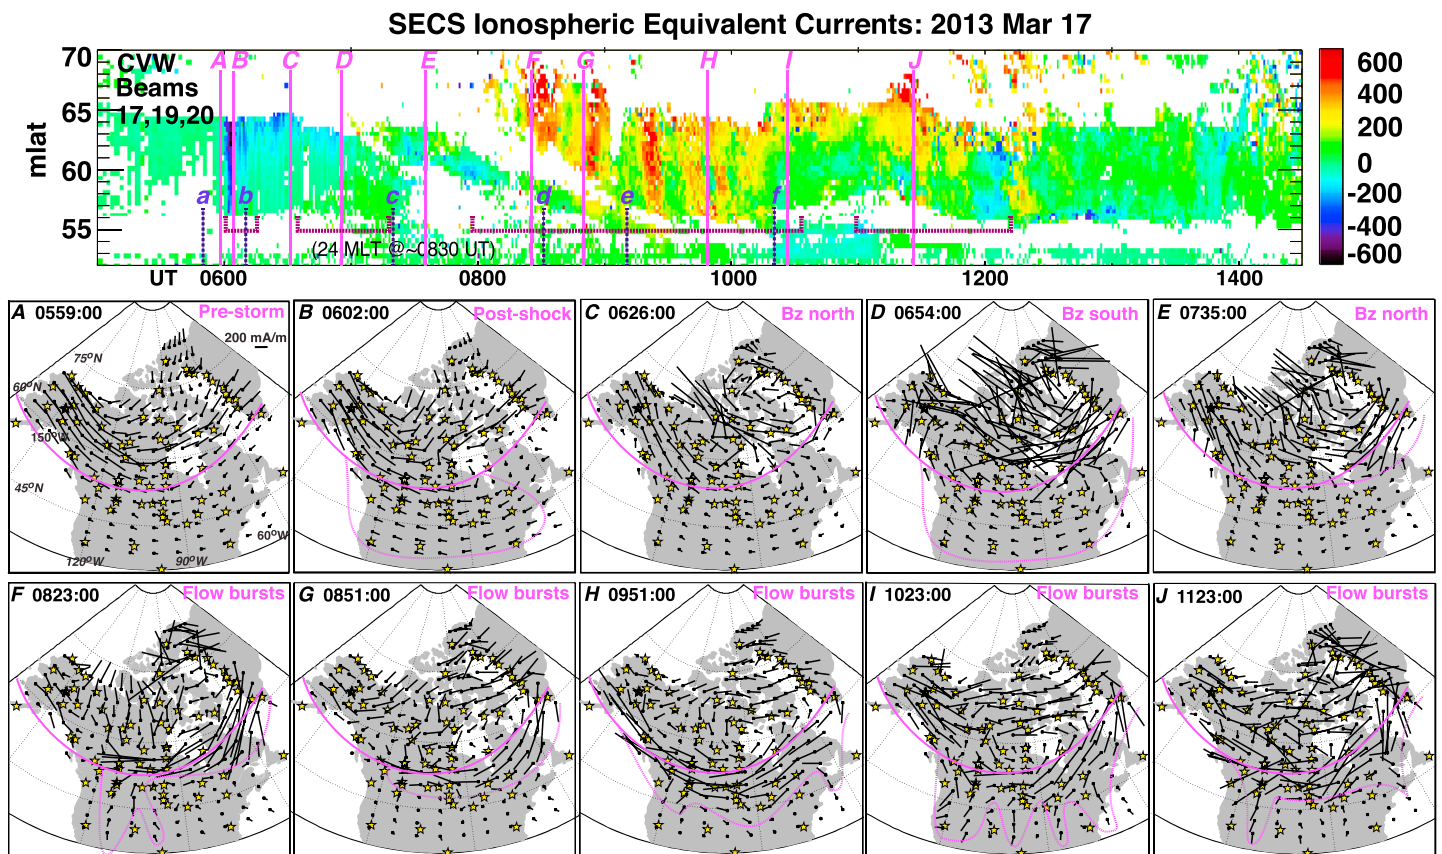 SECS Ionospheric Equivalent Currents: 2013 Mar 17
CVW
Beams
17,19,20
A B C D E F G H I J
a b c d e f
(24 MLT @~0830 UT)
mlat
70
65
60
55
UT 0600 0800 1000 1200 1400
600
400
200
0
-200
-400
-600
A 0559:00 Pre-storm
200 mA/m
75°N
60°N
150°W
45°N
60°W
120°W 90°W
B 0602:00 Post-shock
C 0626:00 Bz north
D 0654:00 Bz south
E 0735:00 Bz north
F 0823:00 Flow bursts
G 0851:00 Flow bursts
H 0951:00 Flow bursts
I 1023:00 Flow bursts
J 1123:00 Flow bursts